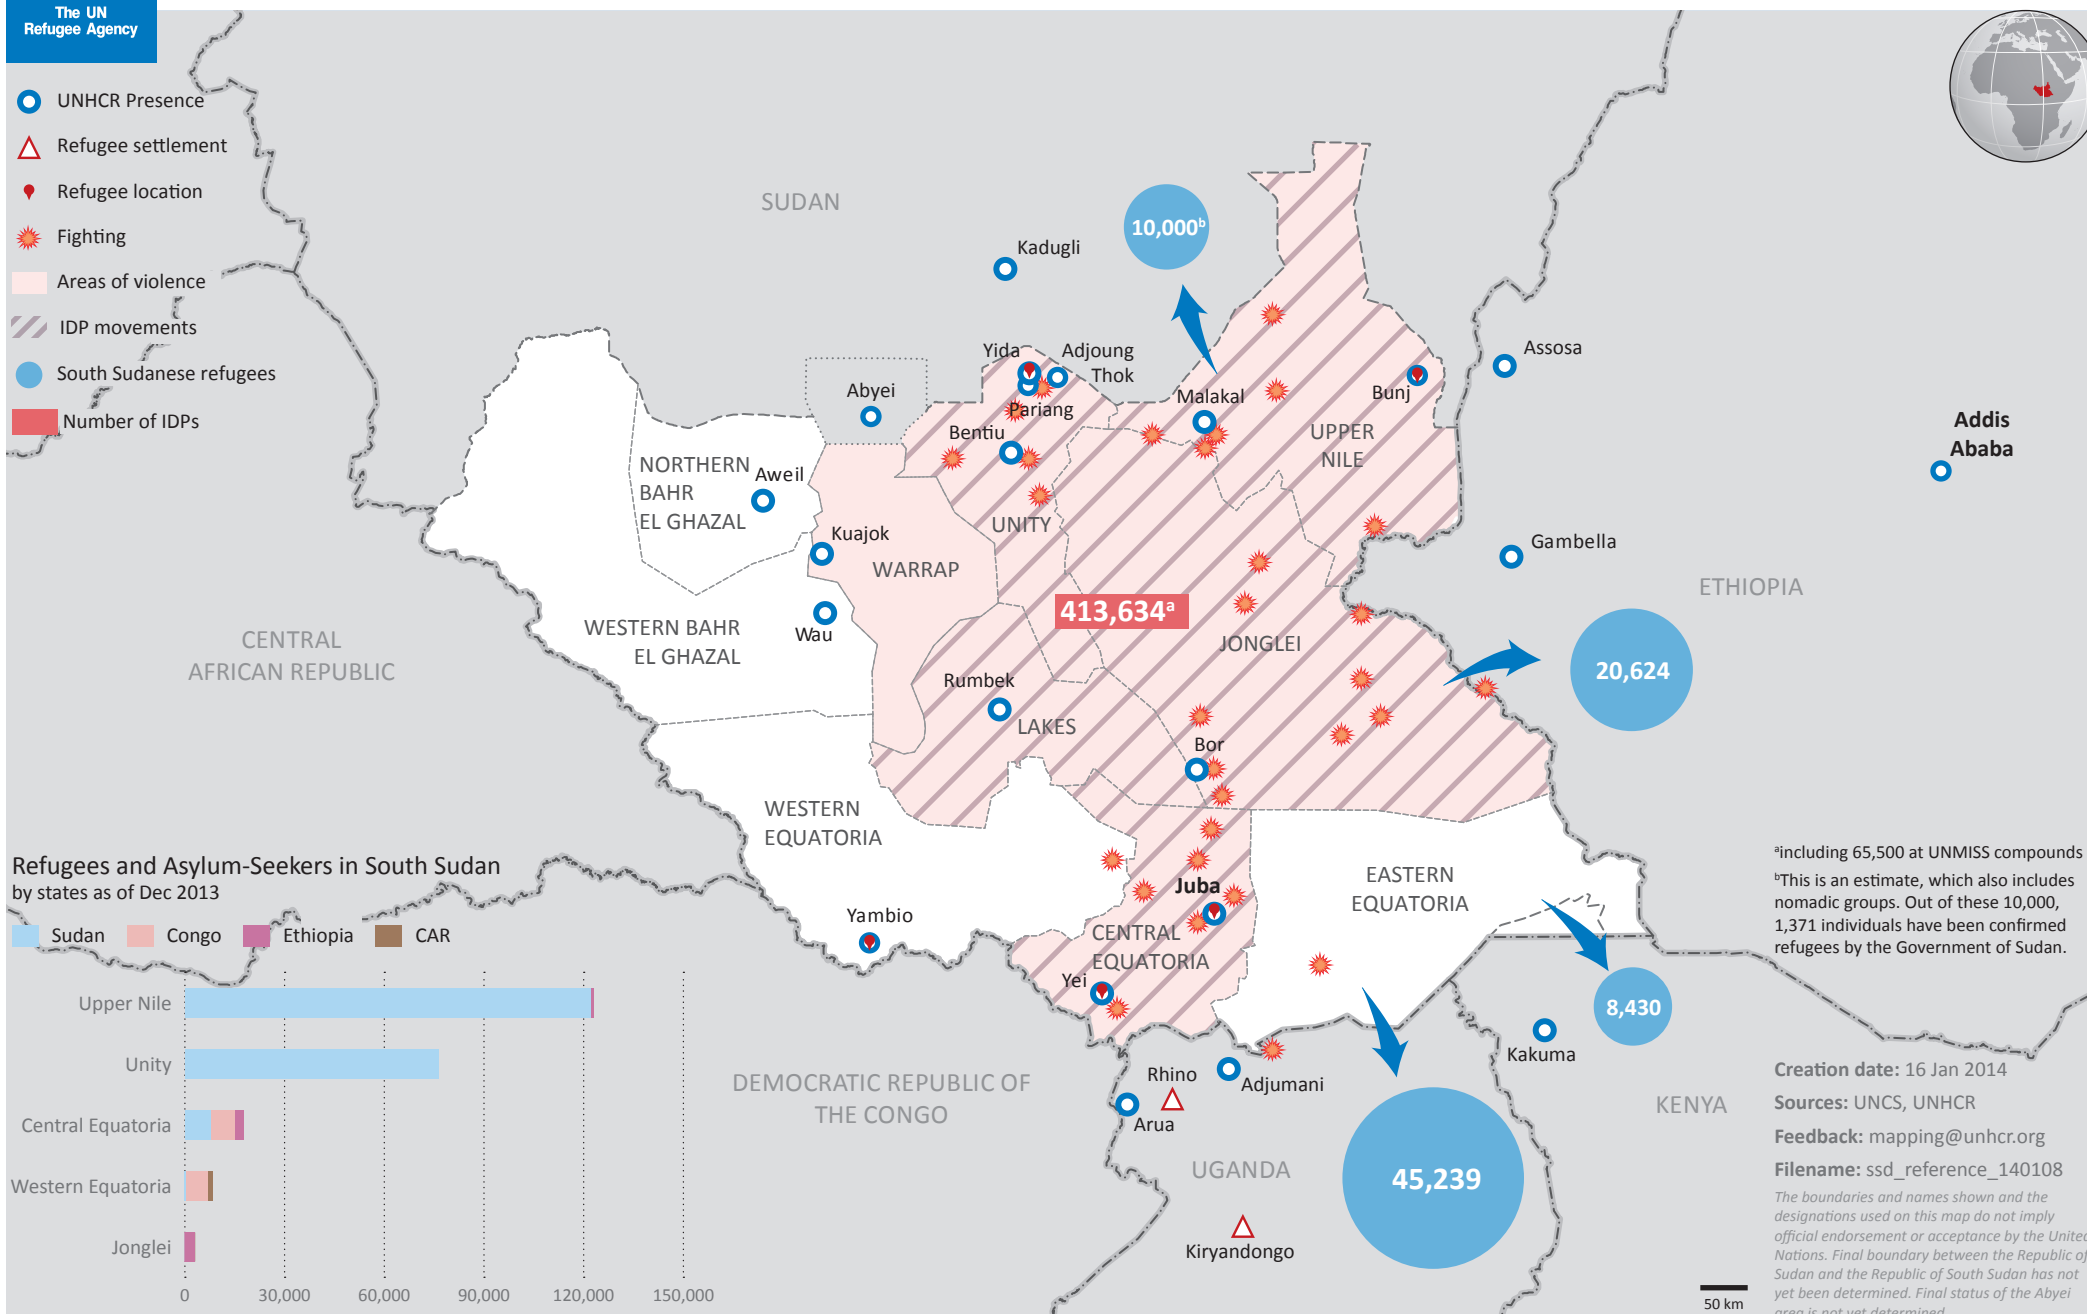 The UN
Refugee Agency
UNHCR Presence
Refugee settlement
Refugee location
Fighting
Areas of violence
IDP movements
South Sudanese refugees
Number of IDPs
SUDAN
10,000ᵇ
Kadugli
Yida
Adjoung
Thok
Pariang
Abyei
Bentiu
Malakal
Bunj
Assosa
Addis
Ababa
UPPER
NILE
NORTHERN
BAHR
EL GHAZAL
Aweil
Kuajok
UNITY
WARRAP
Gambella
ETHIOPIA
413,634ᵃ
JONGLEI
WESTERN BAHR
EL GHAZAL
Wau
CENTRAL
AFRICAN REPUBLIC
20,624
Rumbek
LAKES
Bor
WESTERN
EQUATORIA
EASTERN
EQUATORIA
Juba
CENTRAL
EQUATORIA
Yambio
Yei
8,430
Kakuma
KENYA
DEMOCRATIC REPUBLIC OF
THE CONGO
Rhino
Adjumani
Arua
UGANDA
45,239
Kiryandongo
Refugees and Asylum-Seekers in South Sudan
by states as of Dec 2013
Sudan Congo Ethiopia CAR
Upper Nile
Unity
Central Equatoria
Western Equatoria
Jonglei
0 30,000 60,000 90,000 120,000 150,000
ᵃincluding 65,500 at UNMISS compounds
ᵇThis is an estimate, which also includes
nomadic groups. Out of these 10,000,
1,371 individuals have been confirmed
refugees by the Government of Sudan.
Creation date: 16 Jan 2014
Sources: UNCS, UNHCR
Feedback: mapping@unhcr.org
Filename: ssd_reference_140108
The boundaries and names shown and the
designations used on this map do not imply
official endorsement or acceptance by the United
Nations. Final boundary between the Republic of
Sudan and the Republic of South Sudan has not
yet been determined. Final status of the Abyei
area is not yet determined.
50 km